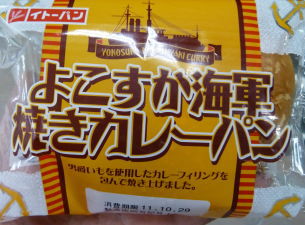 イトーパン
YOKOSUKA
CURRY
よこすか海軍
焼きカレーパン
男爵いもを使用したカレーフィリングを
包んで焼き上げました。
消費期限 11.10.29